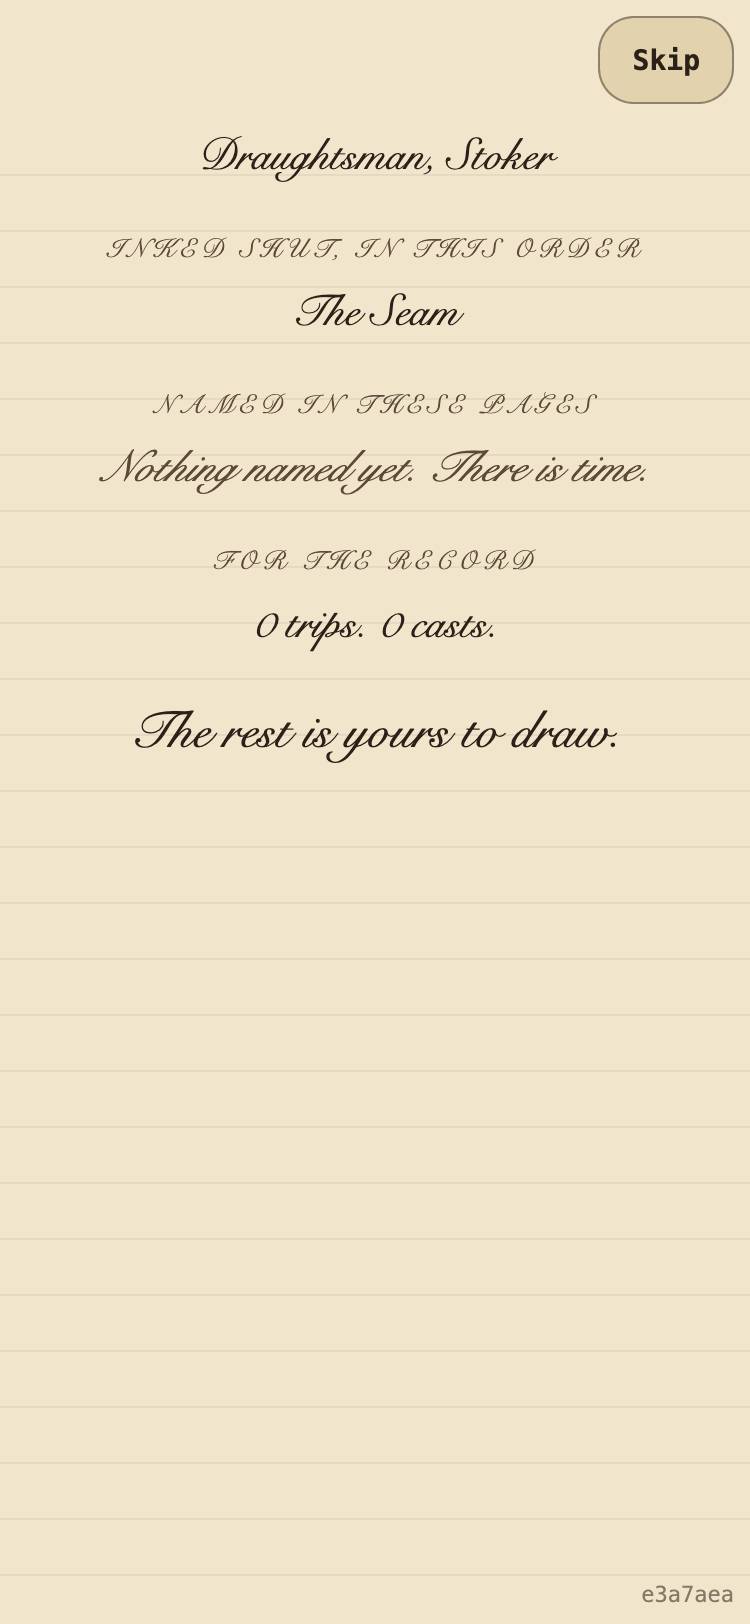 Skip
Draughtsman, Stoker
INKED SHUT, IN THIS ORDER
The Seam
NAMED IN THESE PAGES
Nothing named yet. There is time.
FOR THE RECORD
0 trips. 0 casts.
The rest is yours to draw.
e3a7aea